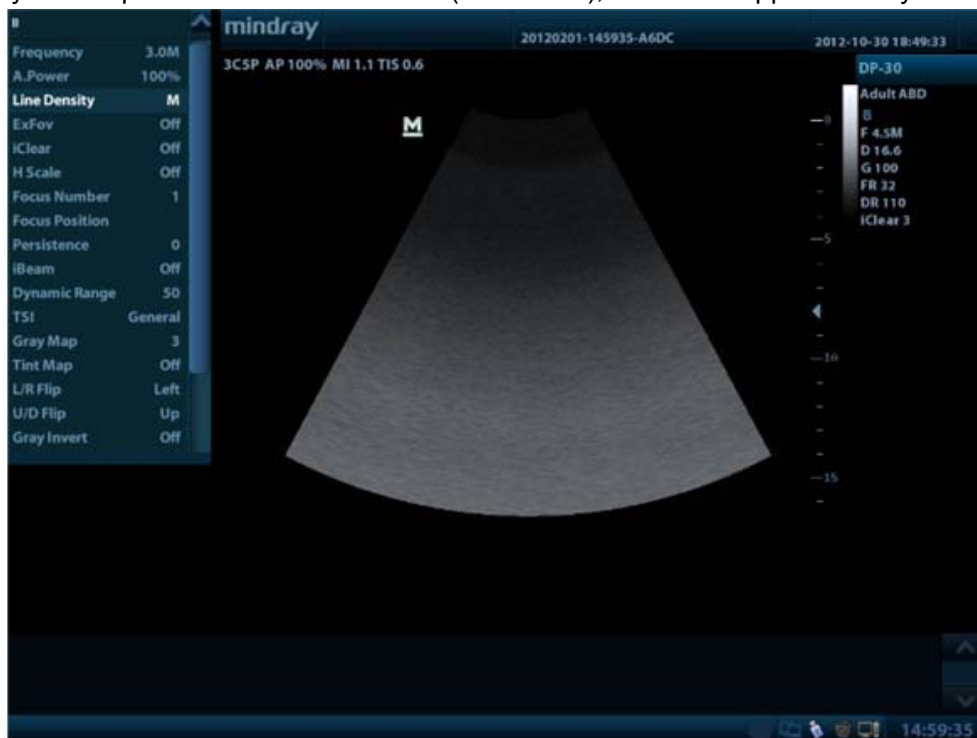 B
Frequency 3.0M
A.Power 100%
Line Density M
ExFov Off
iClear Off
H Scale Off
Focus Number 1
Focus Position
Persistence 0
iBeam Off
Dynamic Range 50
TSI General
Gray Map 3
Tint Map Off
L/R Flip Left
U/D Flip Up
Gray Invert Off
mindray
20120201-145935-A6DC
2012-10-30 18:49:33
3C5P AP 100% MI 1.1 TIS 0.6
M
DP-30
Adult ABD
B
F 4.5M
D 16.6
G 100
FR 32
DR 110
iClear 3
0
5
10
15
14:59:35